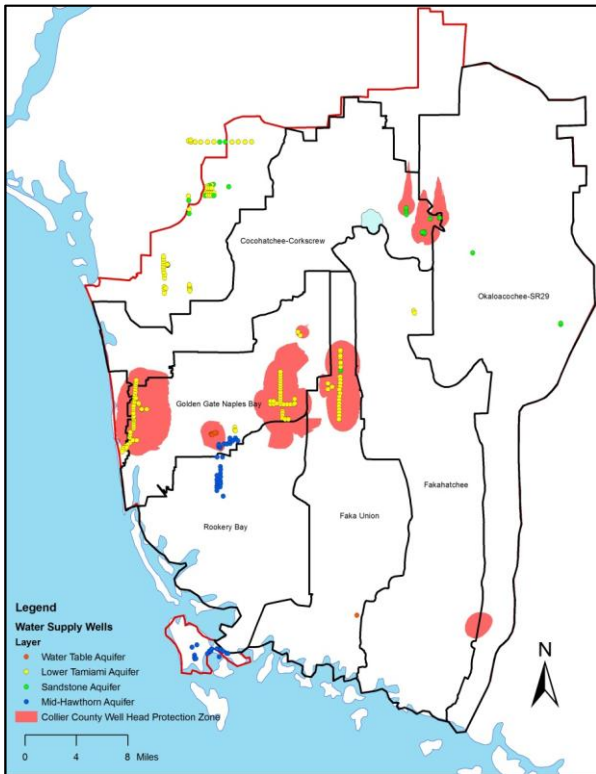 Cocohatchee-Corkscrew
Okaloacochee-SR29
Golden Gate Naples Bay
Fakahatchee
Faka Union
Rookery Bay
Legend
Water Supply Wells
Layer
Water Table Aquifer
Lower Tamiami Aquifer
Sandstone Aquifer
Mid-Hawthorn Aquifer
Collier County Well Head Protection Zone
N
0 4 8
Miles